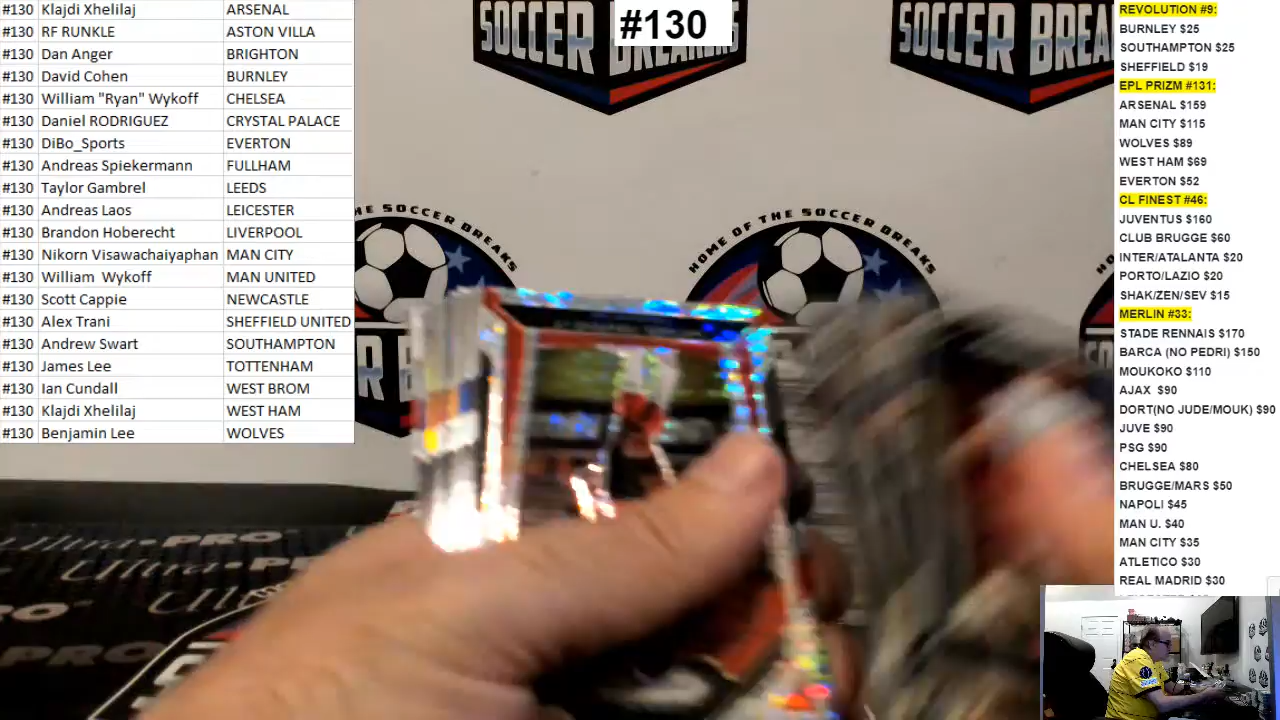 #130 Klajdi Xhelilaj ARSENAL
#130 RF RUNKLE ASTON VILLA
#130 Dan Anger BRIGHTON
#130 David Cohen BURNLEY
#130 William "Ryan" Wykoff CHELSEA
#130 Daniel RODRIGUEZ CRYSTAL PALACE
#130 DiBo_Sports EVERTON
#130 Andreas Spiekermann FULLHAM
#130 Taylor Gambrel LEEDS
#130 Andreas Laos LEICESTER
#130 Brandon Hoberecht LIVERPOOL
#130 Nikorn Visawachaiyaphan MAN CITY
#130 William Wykoff MAN UNITED
#130 Scott Cappie NEWCASTLE
#130 Alex Trani SHEFFIELD UNITED
#130 Andrew Swart SOUTHAMPTON
#130 James Lee TOTTENHAM
#130 Ian Cundall WEST BROM
#130 Klajdi Xhelilaj WEST HAM
#130 Benjamin Lee WOLVES
#130
SOCCER BREAKERS
SOCCER BREA
HE SOCCER BREAKS
HOME OF THE SOCCER BREAKS
HO
ER B
Ultra PRO
Ultra
PRO
REVOLUTION #9:
BURNLEY $25
SOUTHAMPTON $25
SHEFFIELD $19
EPL PRIZM #131:
ARSENAL $159
MAN CITY $115
WOLVES $89
WEST HAM $69
EVERTON $52
CL FINEST #46:
JUVENTUS $160
CLUB BRUGGE $60
INTER/ATALANTA $20
PORTO/LAZIO $20
SHAK/ZEN/SEV $15
MERLIN #33:
STADE RENNAIS $170
BARCA (NO PEDRI) $150
MOUKOKO $110
AJAX $90
DORT(NO JUDE/MOUK) $90
JUVE $90
PSG $90
CHELSEA $80
BRUGGE/MARS $50
NAPOLI $45
MAN U. $40
MAN CITY $35
ATLETICO $30
REAL MADRID $30